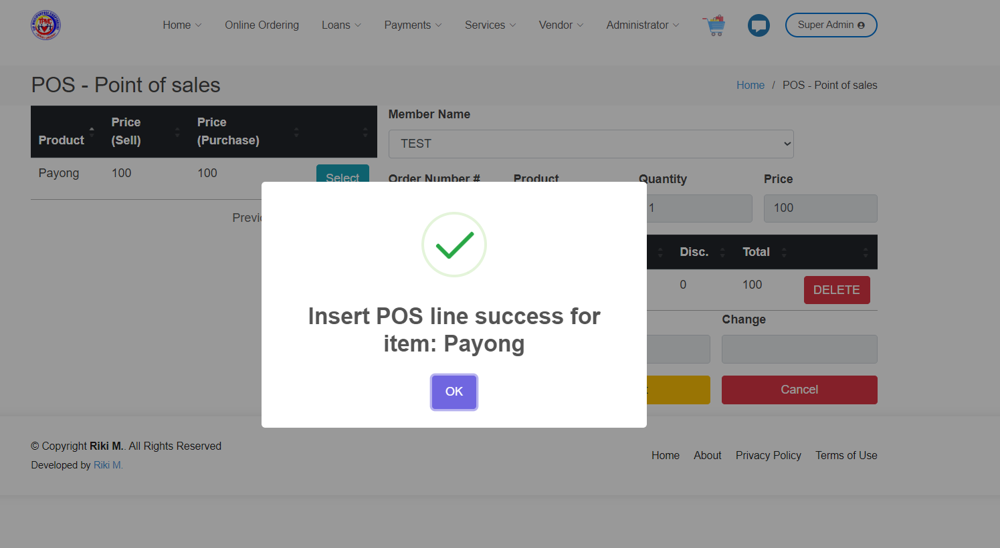 Home Online Ordering Loans Payments Services Vendor Administrator Super Admin
POS - Point of sales
Home / POS - Point of sales
Product Price (Sell) Price (Purchase)
Payong 100 100 Select
Member Name
TEST
Order Number # Product Quantity Price
1 100
Disc. Total
0 100 DELETE
Change
Cancel
Insert POS line success for
item: Payong
OK
© Copyright Riki M.. All Rights Reserved
Developed by Riki M.
Home About Privacy Policy Terms of Use